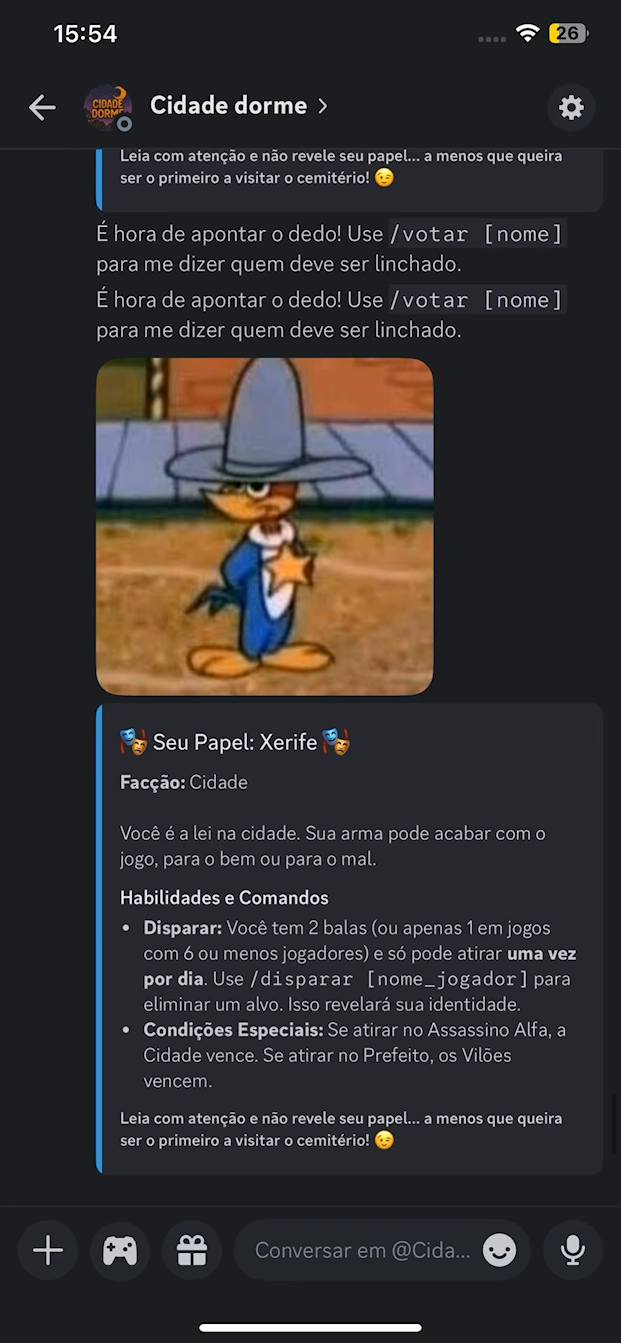 15:54
26
CIDADE
DORME
Cidade dorme >
Leia com atenção e não revele seu papel... a menos que queira
ser o primeiro a visitar o cemitério! 😉
É hora de apontar o dedo! Use /votar [nome]
para me dizer quem deve ser linchado.
É hora de apontar o dedo! Use /votar [nome]
para me dizer quem deve ser linchado.
🎭 Seu Papel: Xerife 🎭
Facção: Cidade
Você é a lei na cidade. Sua arma pode acabar com o
jogo, para o bem ou para o mal.
Habilidades e Comandos
• Disparar: Você tem 2 balas (ou apenas 1 em jogos
com 6 ou menos jogadores) e só pode atirar uma vez
por dia. Use /disparar [nome_jogador] para
eliminar um alvo. Isso revelará sua identidade.
• Condições Especiais: Se atirar no Assassino Alfa, a
Cidade vence. Se atirar no Prefeito, os Vilões
vencem.
Leia com atenção e não revele seu papel... a menos que queira
ser o primeiro a visitar o cemitério! 😉
Conversar em @Cida...